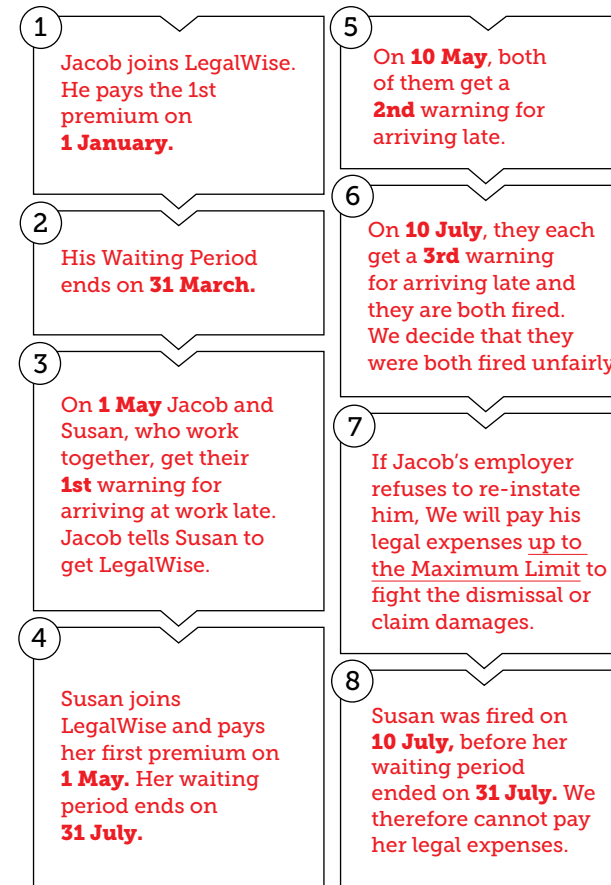 1
Jacob joins LegalWise.
He pays the 1st
premium on
1 January.
2
His Waiting Period
ends on 31 March.
3
On 1 May Jacob and
Susan, who work
together, get their
1st warning for
arriving at work late.
Jacob tells Susan to
get LegalWise.
4
Susan joins
LegalWise and pays
her first premium on
1 May. Her waiting
period ends on
31 July.
5
On 10 May, both
of them get a
2nd warning for
arriving late.
6
On 10 July, they each
get a 3rd warning
for arriving late and
they are both fired.
We decide that they
were both fired unfairly
7
If Jacob’s employer
refuses to re-instate
him, We will pay his
legal expenses up to
the Maximum Limit to
fight the dismissal or
claim damages.
8
Susan was fired on
10 July, before her
waiting period
ended on 31 July. We
therefore cannot pay
her legal expenses.